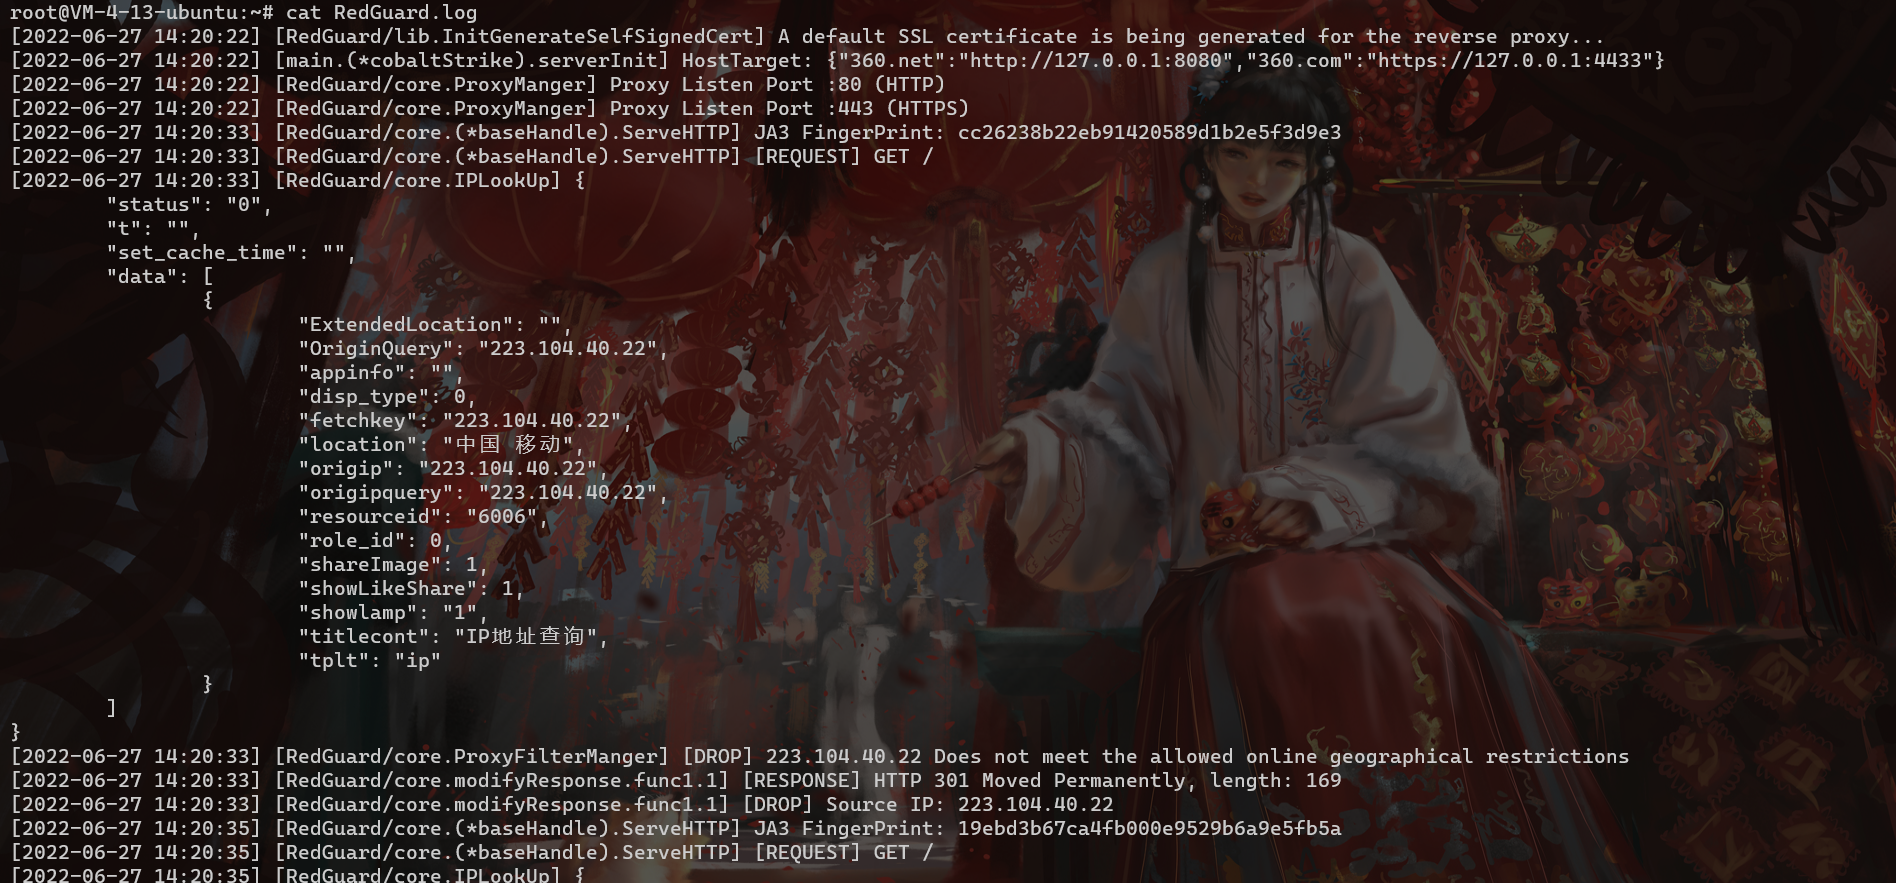 root@VM-4-13-ubuntu:~# cat RedGuard.log
[2022-06-27 14:20:22] [RedGuard/lib.InitGenerateSelfSignedCert] A default SSL certificate is being generated for the reverse proxy...
[2022-06-27 14:20:22] [main.(*cobaltStrike).serverInit] HostTarget: {"360.net":"http://127.0.0.1:8080","360.com":"https://127.0.0.1:4433"}
[2022-06-27 14:20:22] [RedGuard/core.ProxyManger] Proxy Listen Port :80 (HTTP)
[2022-06-27 14:20:22] [RedGuard/core.ProxyManger] Proxy Listen Port :443 (HTTPS)
[2022-06-27 14:20:33] [RedGuard/core.(*baseHandle).ServeHTTP] JA3 FingerPrint: cc26238b22eb91420589d1b2e5f3d9e3
[2022-06-27 14:20:33] [RedGuard/core.(*baseHandle).ServeHTTP] [REQUEST] GET /
[2022-06-27 14:20:33] [RedGuard/core.IPLookUp] {
"status": "0",
"t": "",
"set_cache_time": "",
"data": [
{
"ExtendedLocation": "",
"OriginQuery": "223.104.40.22",
"appinfo": "",
"disp_type": 0,
"fetchkey": "223.104.40.22",
"location": "中国 移动",
"origip": "223.104.40.22",
"origipquery": "223.104.40.22",
"resourceid": "6006",
"role_id": 0,
"shareImage": 1,
"showLikeShare": 1,
"showlamp": "1",
"titlecont": "IP地址查询",
"tplt": "ip"
}
]
}
[2022-06-27 14:20:33] [RedGuard/core.ProxyFilterManger] [DROP] 223.104.40.22 Does not meet the allowed online geographical restrictions
[2022-06-27 14:20:33] [RedGuard/core.modifyResponse.func1.1] [RESPONSE] HTTP 301 Moved Permanently, length: 169
[2022-06-27 14:20:33] [RedGuard/core.modifyResponse.func1.1] [DROP] Source IP: 223.104.40.22
[2022-06-27 14:20:35] [RedGuard/core.(*baseHandle).ServeHTTP] JA3 FingerPrint: 19ebd3b67ca4fb000e9529b6a9e5fb5a
[2022-06-27 14:20:35] [RedGuard/core.(*baseHandle).ServeHTTP] [REQUEST] GET /
[2022-06-27 14:20:35] [RedGuard/core.IPLookUp] {